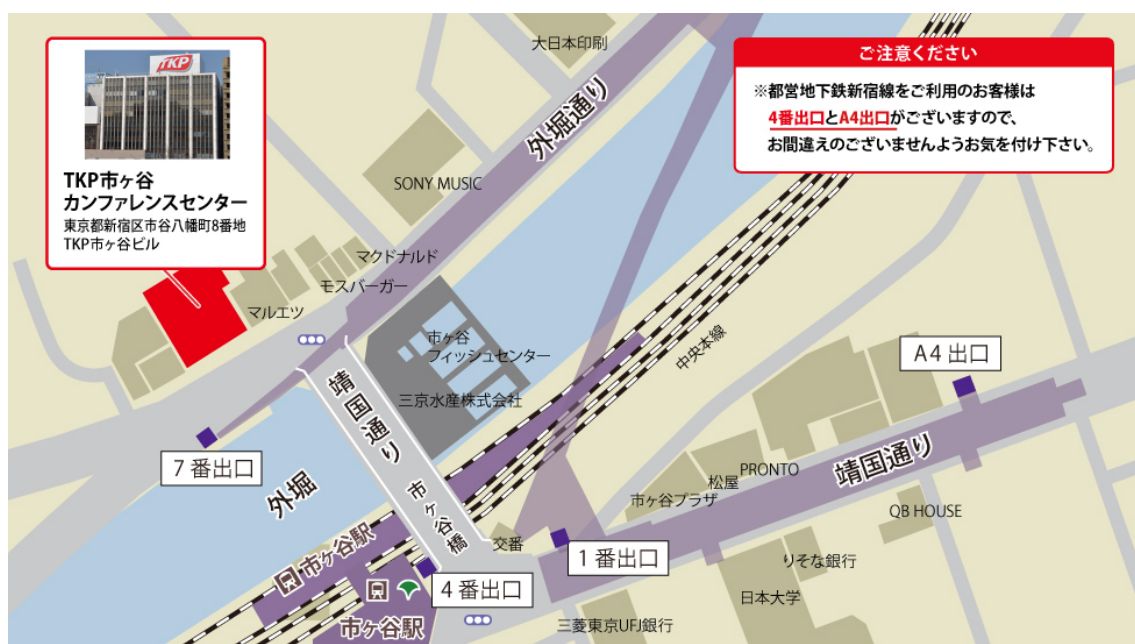 TKP
TKP市ヶ谷
カンファレンスセンター
東京都新宿区市谷八幡町8番地
TKP市ヶ谷ビル
ご注意ください
※都営地下鉄新宿線をご利用のお客様は
4番出口とA4出口がございますので、
お間違えのございませんようお気を付け下さい。
大日本印刷
外堀通り
SONY MUSIC
マクドナルド
モスバーガー
マルエツ
市ヶ谷
フィッシュセンター
三京水産株式会社
中央本線
A4出口
靖国通り
7番出口
外堀
市ヶ谷橋
靖国通り
PRONTO
松屋
市ヶ谷プラザ
QB HOUSE
交番
1番出口
りそな銀行
市ヶ谷駅
4番出口
日本大学
市ヶ谷駅
三菱東京UFJ銀行